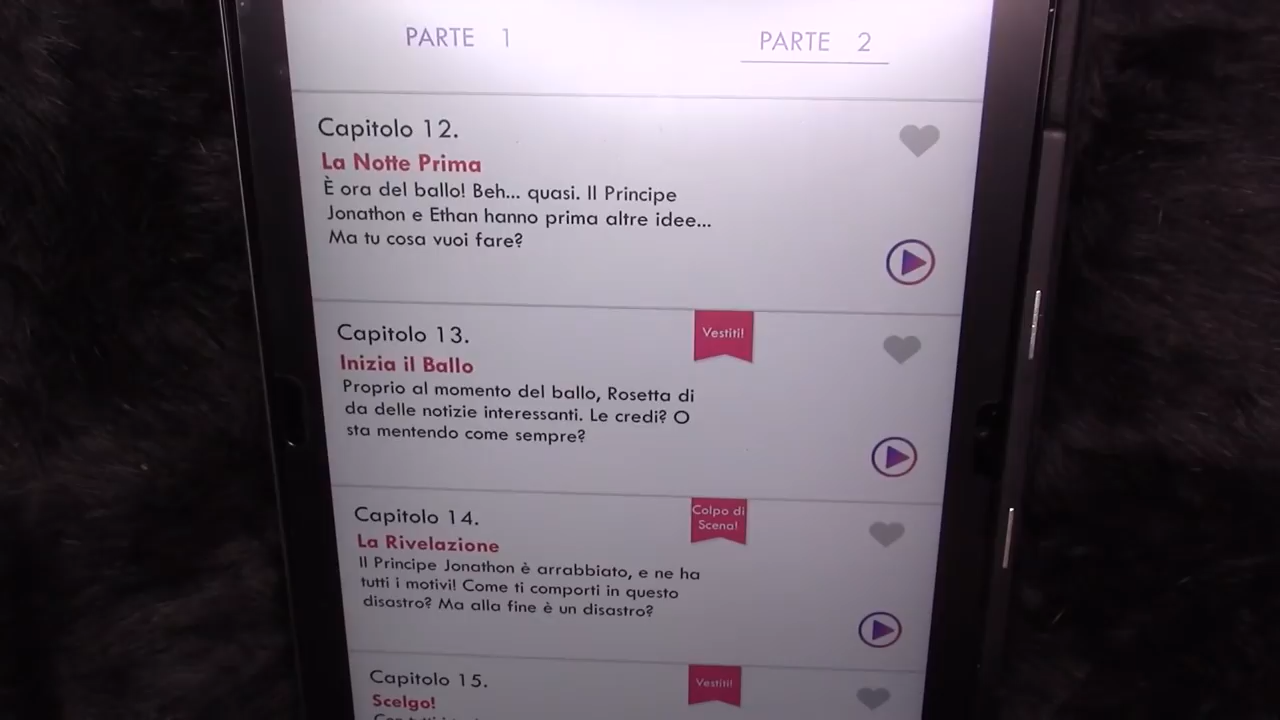 PARTE 1
PARTE 2
Capitolo 12.
La Notte Prima
È ora del ballo! Beh... quasi. Il Principe
Jonathon e Ethan hanno prima altre idee...
Ma tu cosa vuoi fare?
Capitolo 13.
Vestiti!
Inizia il Ballo
Proprio al momento del ballo, Rosetta di
da delle notizie interessanti. Le credi? O
sta mentendo come sempre?
Capitolo 14.
Colpo di
Scena!
La Rivelazione
Il Principe Jonathon è arrabbiato, e ne ha
tutti i motivi! Come ti comporti in questo
disastro? Ma alla fine è un disastro?
Capitolo 15.
Vestiti!
Scelgo!